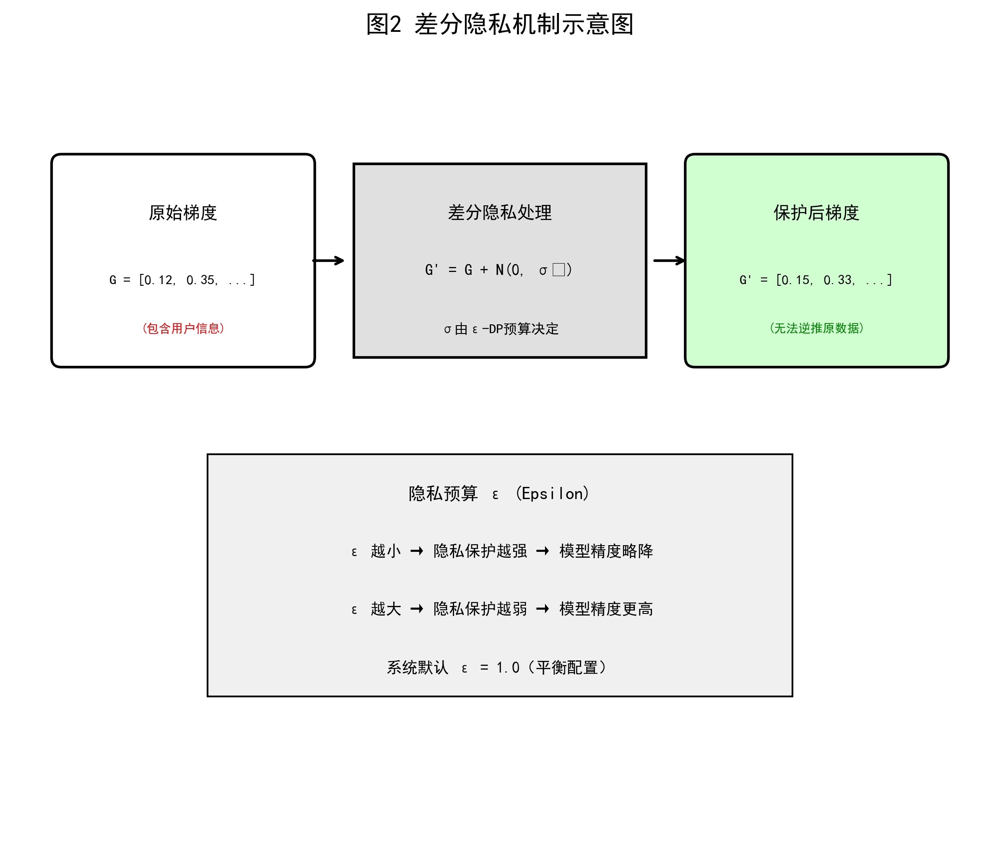 图2 差分隐私机制示意图
原始梯度
G = [0.12, 0.35, ...]
(包含用户信息)
差分隐私处理
G' = G + N(0, σ□)
σ由ε-DP预算决定
保护后梯度
G' = [0.15, 0.33, ...]
(无法逆推原数据)
隐私预算 ε (Epsilon)
ε 越小 → 隐私保护越强 → 模型精度略降
ε 越大 → 隐私保护越弱 → 模型精度更高
系统默认 ε = 1.0（平衡配置）